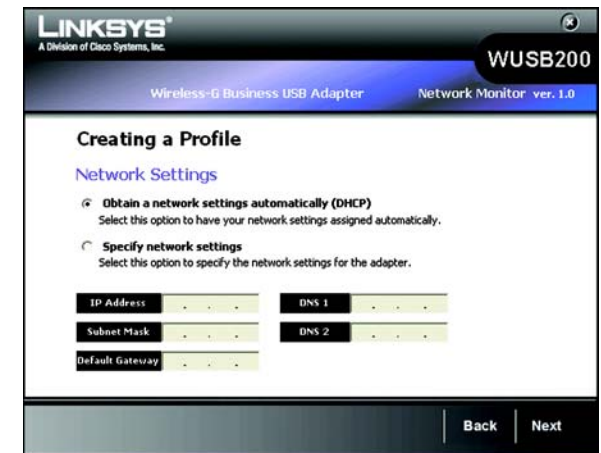 LINKSYS®
A Division of Cisco Systems, Inc.
WUSB200
Wireless-G Business USB Adapter Network Monitor ver. 1.0
Creating a Profile
Network Settings
Obtain a network settings automatically (DHCP)
Select this option to have your network settings assigned automatically.
Specify network settings
Select this option to specify the network settings for the adapter.
IP Address . . . DNS 1 . . .
Subnet Mask . . . DNS 2 . . .
Default Gateway . . .
Back Next